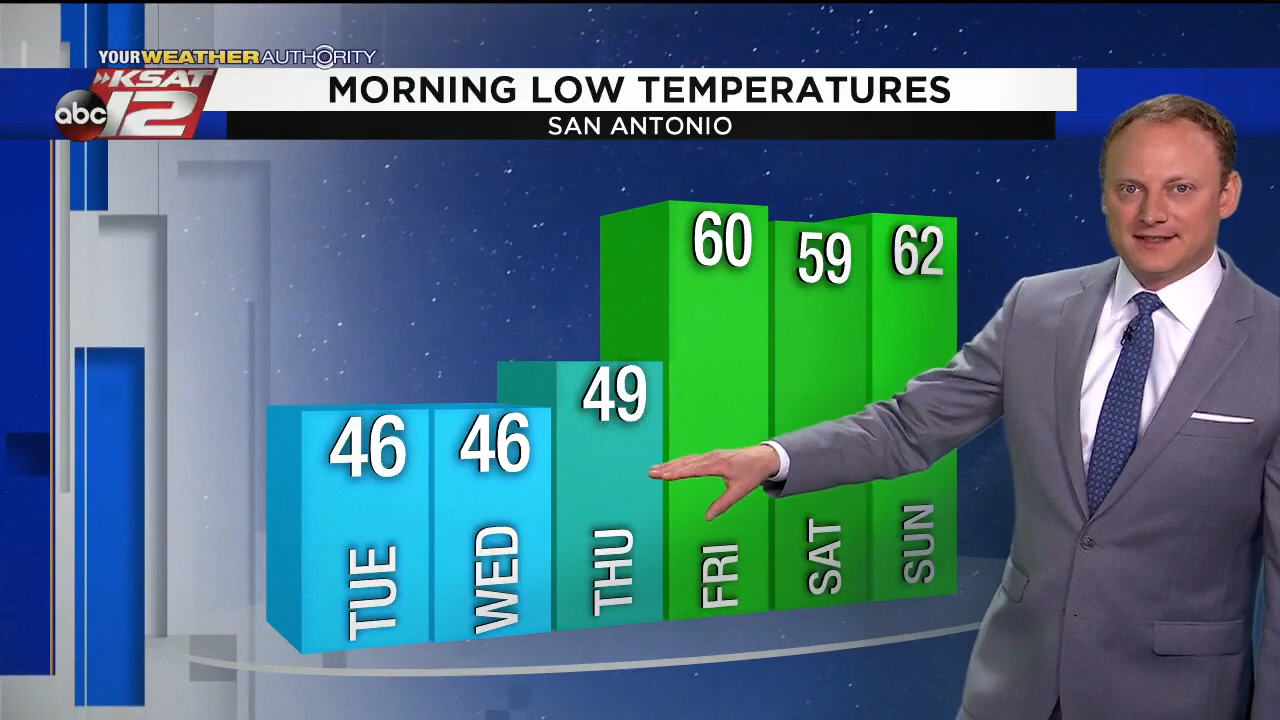 YOURWEATHERAUTHORITY
KSAT
abc 12
MORNING LOW TEMPERATURES
SAN ANTONIO
46 46 49 60 59 62
TUE WED THU FRI SAT SUN